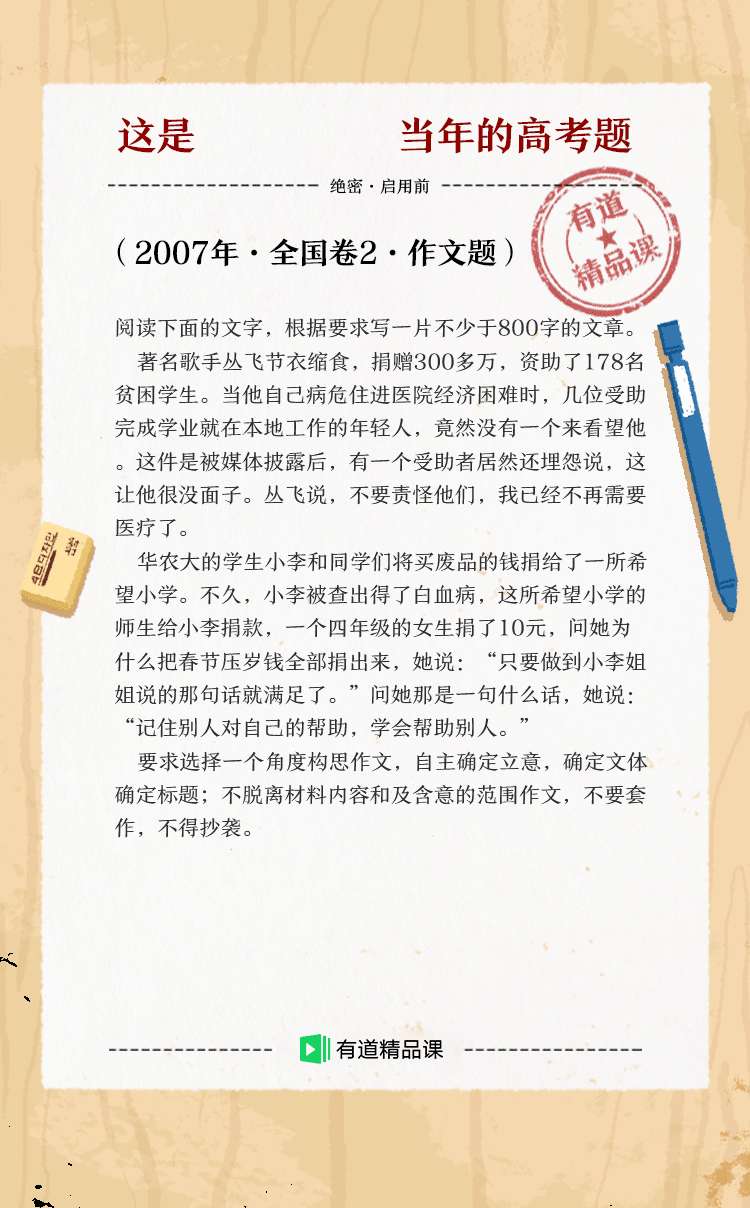 这是 当年的高考题
绝密·启用前
有道
精品课
（2007年·全国卷2·作文题）
阅读下面的文字，根据要求写一片不少于800字的文章。
著名歌手丛飞节衣缩食，捐赠300多万，资助了178名
贫困学生。当他自己病危住进医院经济困难时，几位受助
完成学业就在本地工作的年轻人，竟然没有一个来看望他
。这件是被媒体披露后，有一个受助者居然还埋怨说，这
让他很没面子。丛飞说，不要责怪他们，我已经不再需要
医疗了。
华农大的学生小李和同学们将买废品的钱捐给了一所希
望小学。不久，小李被查出得了白血病，这所希望小学的
师生给小李捐款，一个四年级的女生捐了10元，问她为
什么把春节压岁钱全部捐出来，她说：“只要做到小李姐
姐说的那句话就满足了。”问她那是一句什么话，她说：
“记住别人对自己的帮助，学会帮助别人。”
要求选择一个角度构思作文，自主确定立意，确定文体
确定标题；不脱离材料内容和及含意的范围作文，不要套
作，不得抄袭。
有道精品课